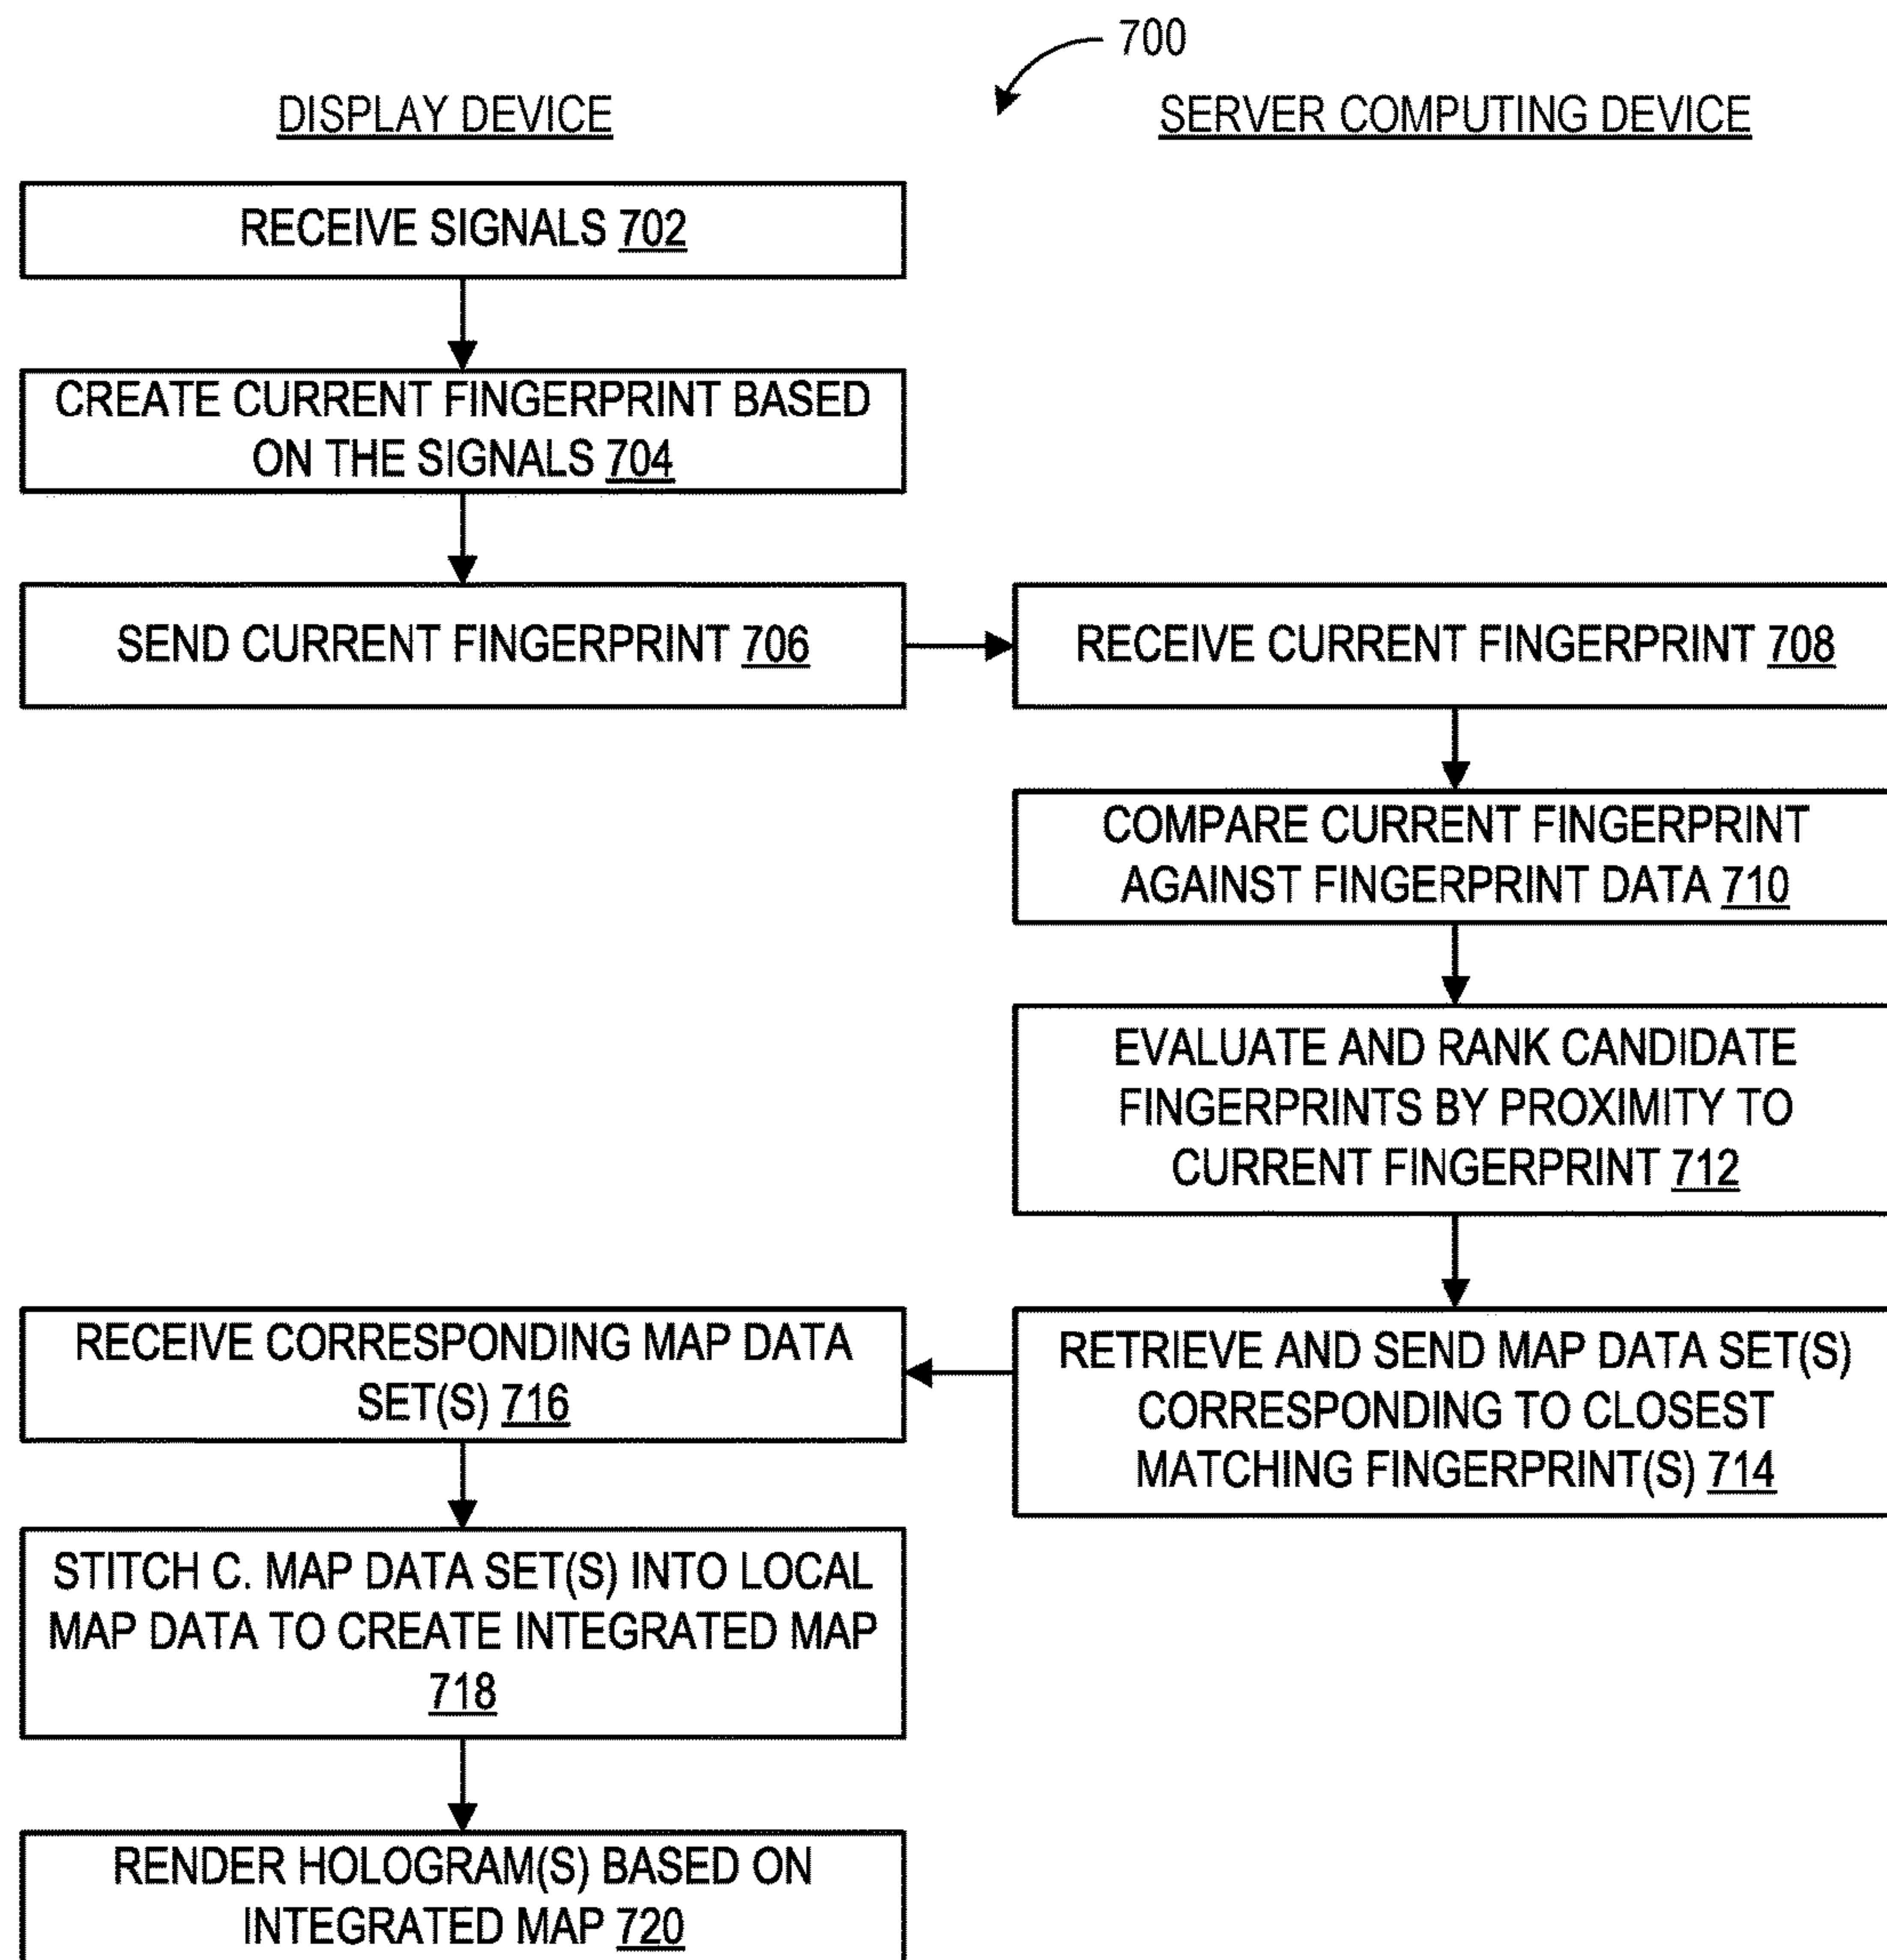 700
DISPLAY DEVICE
SERVER COMPUTING DEVICE
RECEIVE SIGNALS 702
CREATE CURRENT FINGERPRINT BASED
ON THE SIGNALS 704
SEND CURRENT FINGERPRINT 706
RECEIVE CURRENT FINGERPRINT 708
COMPARE CURRENT FINGERPRINT
AGAINST FINGERPRINT DATA 710
EVALUATE AND RANK CANDIDATE
FINGERPRINTS BY PROXIMITY TO
CURRENT FINGERPRINT 712
RETRIEVE AND SEND MAP DATA SET(S)
CORRESPONDING TO CLOSEST
MATCHING FINGERPRINT(S) 714
RECEIVE CORRESPONDING MAP DATA
SET(S) 716
STITCH C. MAP DATA SET(S) INTO LOCAL
MAP DATA TO CREATE INTEGRATED MAP
718
RENDER HOLOGRAM(S) BASED ON
INTEGRATED MAP 720